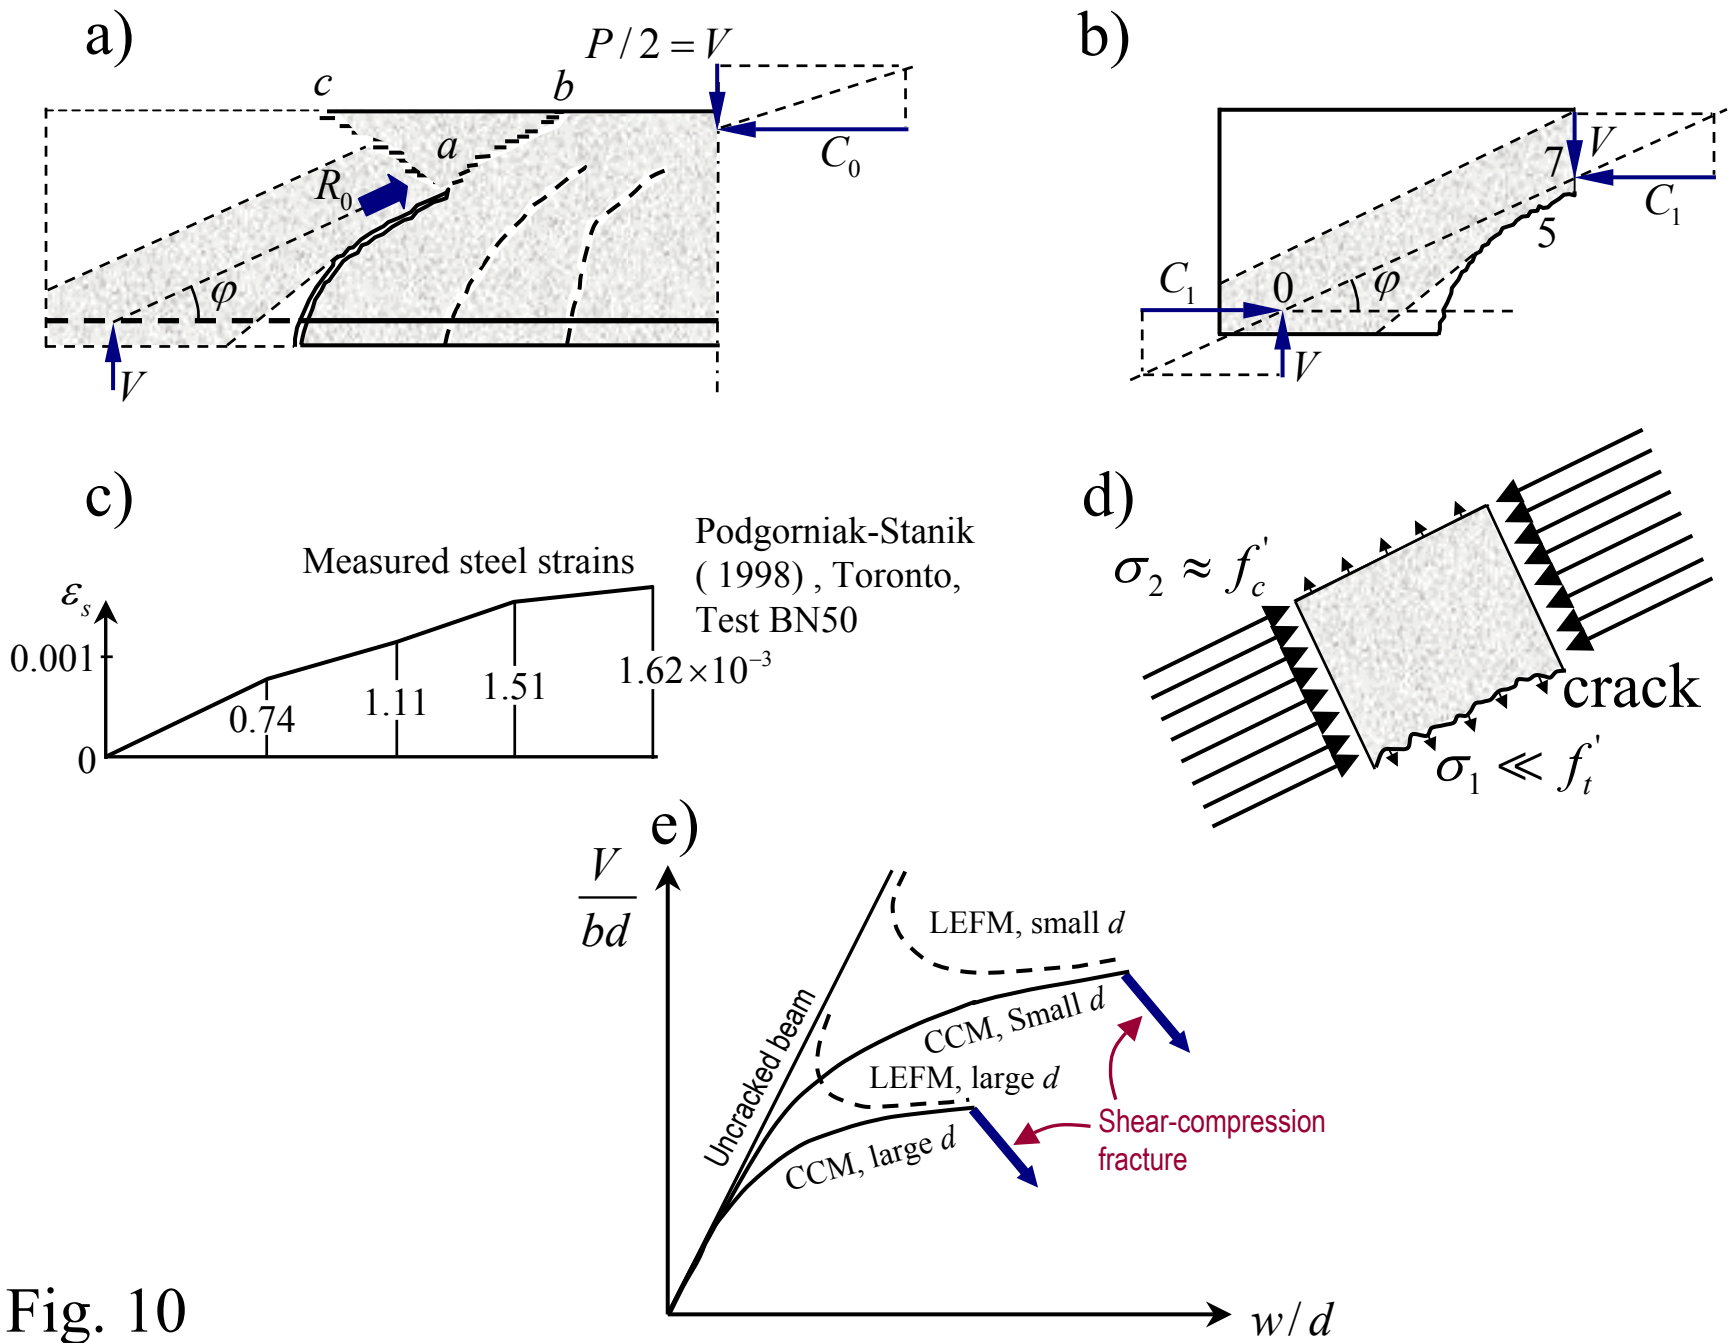 a)
P / 2 = V
c
b
a
R₀
C₀
φ
V
b)
V
7
C₁
5
C₁
0
φ
V
c)
Measured steel strains
Podgorniak-Stanik
( 1998) , Toronto,
Test BN50
εₛ
0.001
0
0.74
1.11
1.51
1.62×10⁻³
d)
σ₂ ≈ f'c
crack
σ₁ ≪ f't
e)
V
bd
LEFM, small d
Uncracked beam
CCM, Small d
LEFM, large d
CCM, large d
Shear-compression
fracture
w/d
Fig. 10